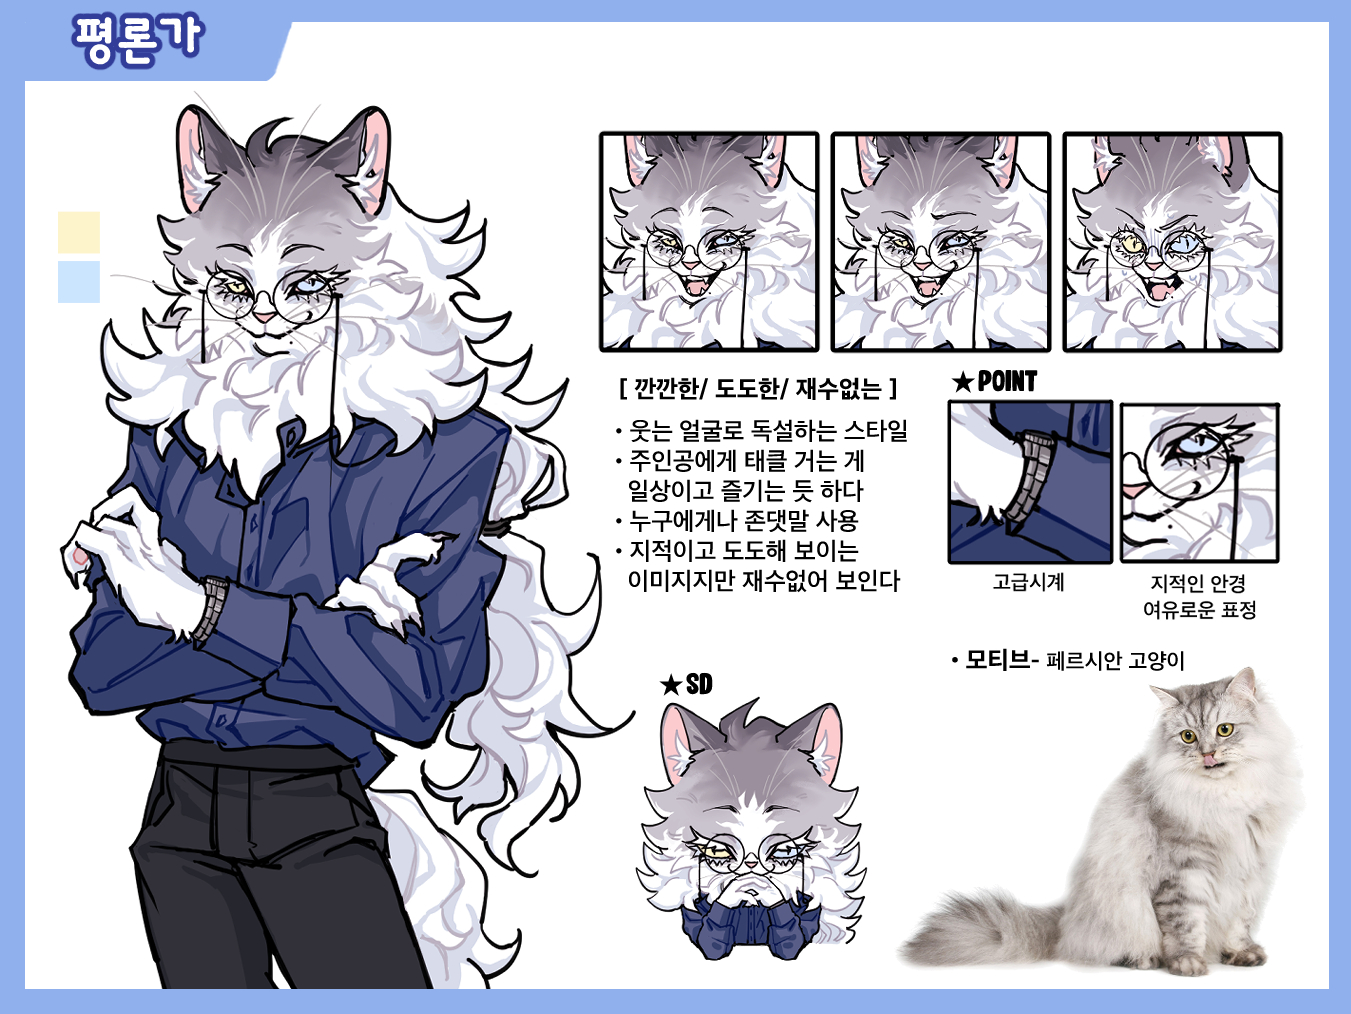 평론가
[ 깐깐한/ 도도한/ 재수없는 ]
• 웃는 얼굴로 독설하는 스타일
• 주인공에게 태클 거는 게
일상이고 즐기는 듯 하다
• 누구에게나 존댓말 사용
• 지적이고 도도해 보이는
이미지지만 재수없어 보인다
★POINT
고급시계
지적인 안경
여유로운 표정
• 모티브- 페르시안 고양이
★SD